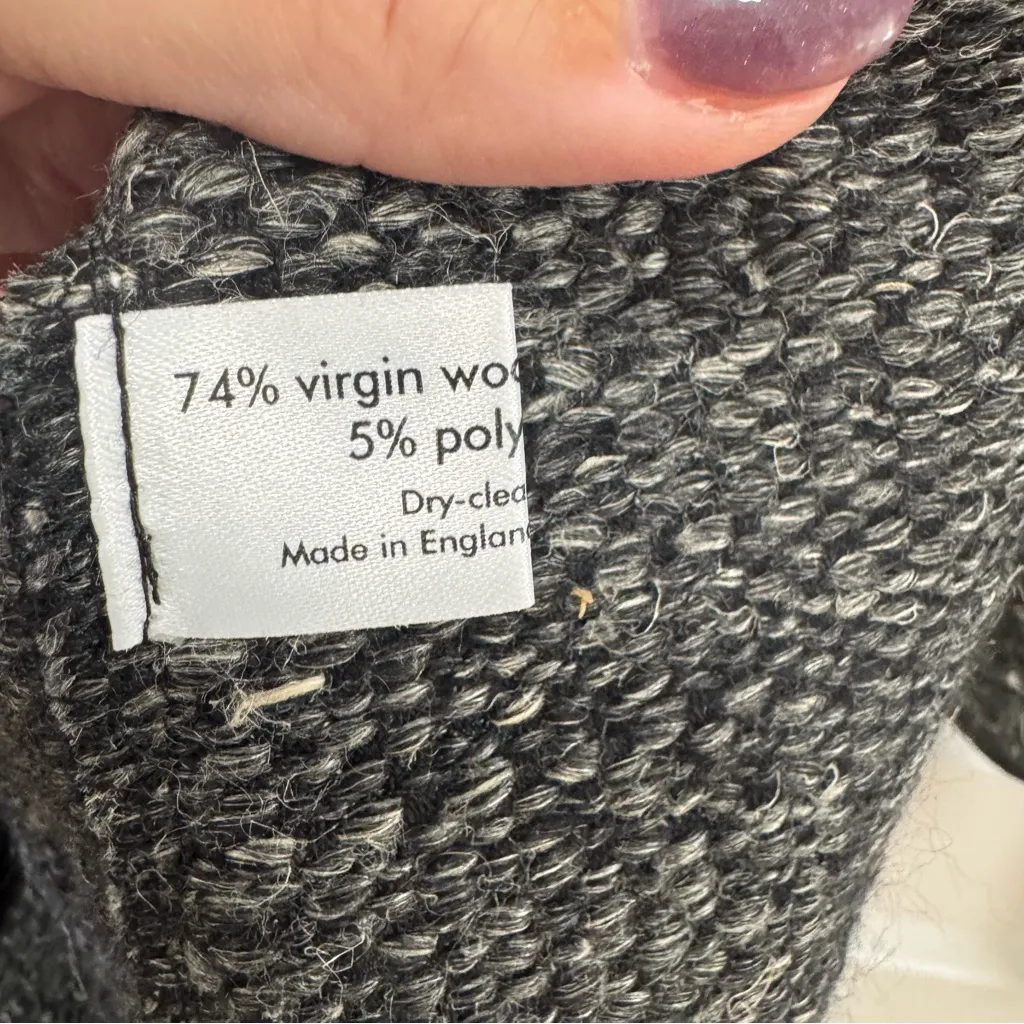 74% virgin woo
5% poly
Dry-clea
Made in Englan